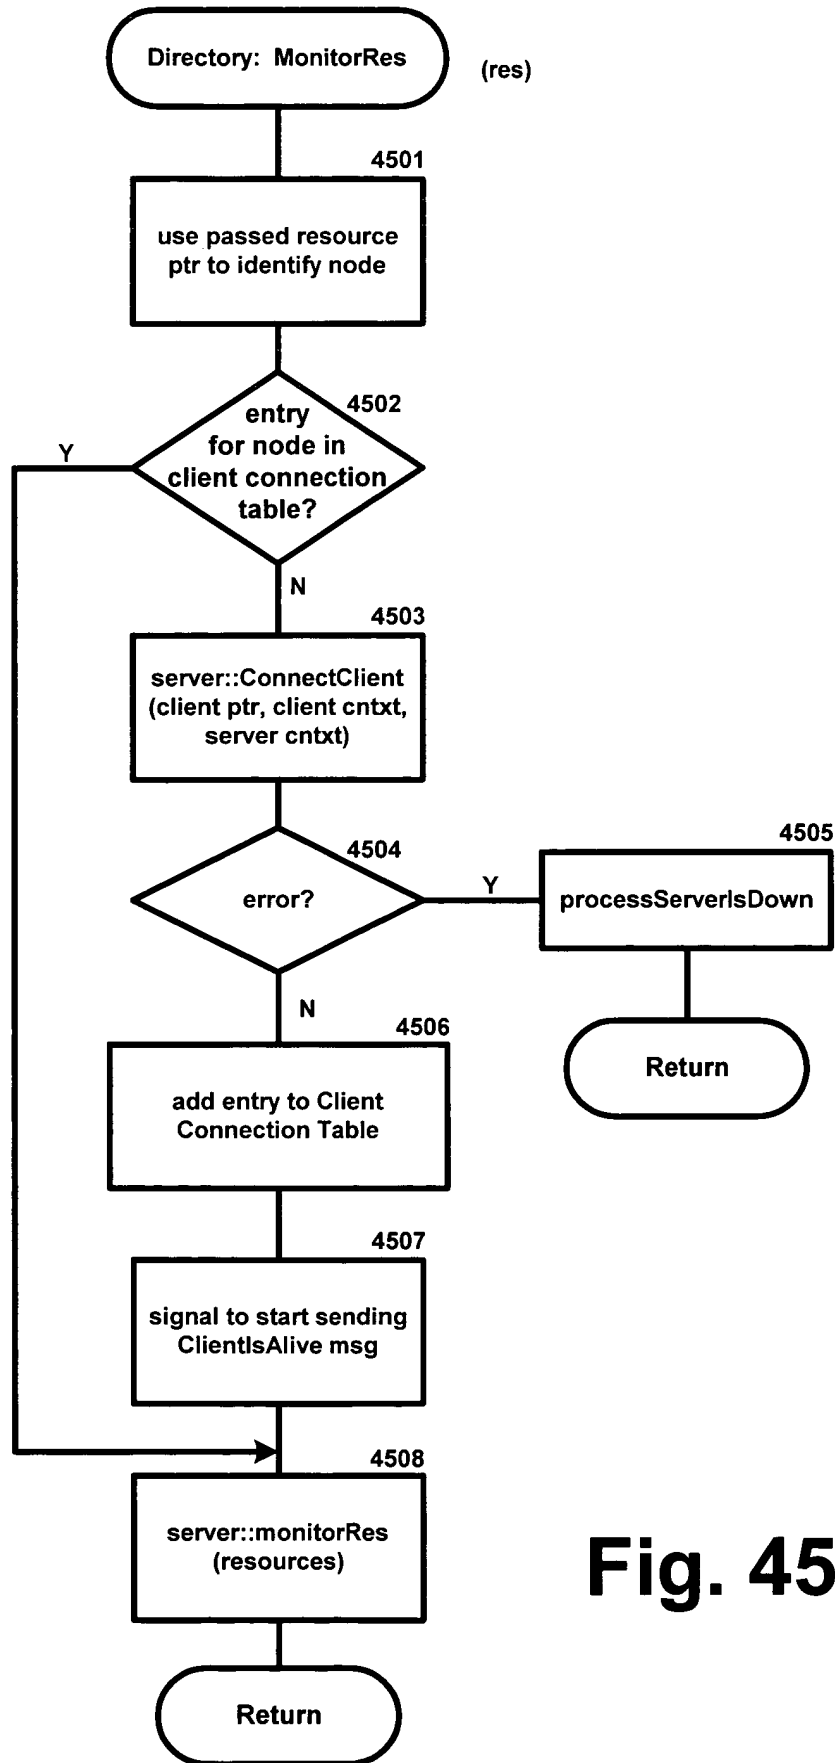 Directory: MonitorRes
(res)
4501
use passed resource
ptr to identify node
4502
entry
for node in
client connection
table?
Y
N
4503
server::ConnectClient
(client ptr, client cntxt,
server cntxt)
4504
error?
Y
4505
processServerIsDown
Return
N
4506
add entry to Client
Connection Table
4507
signal to start sending
ClientIsAlive msg
4508
server::monitorRes
(resources)
Return
Fig. 45